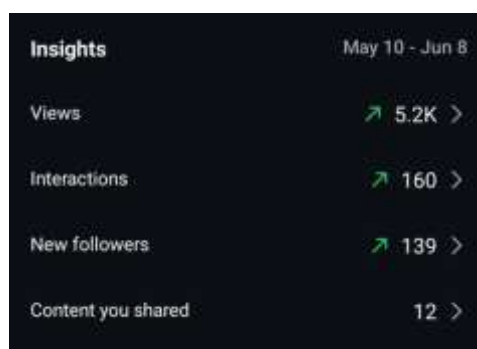 Insights May 10 - Jun 8
Views 5.2K
Interactions 160
New followers 139
Content you shared 12